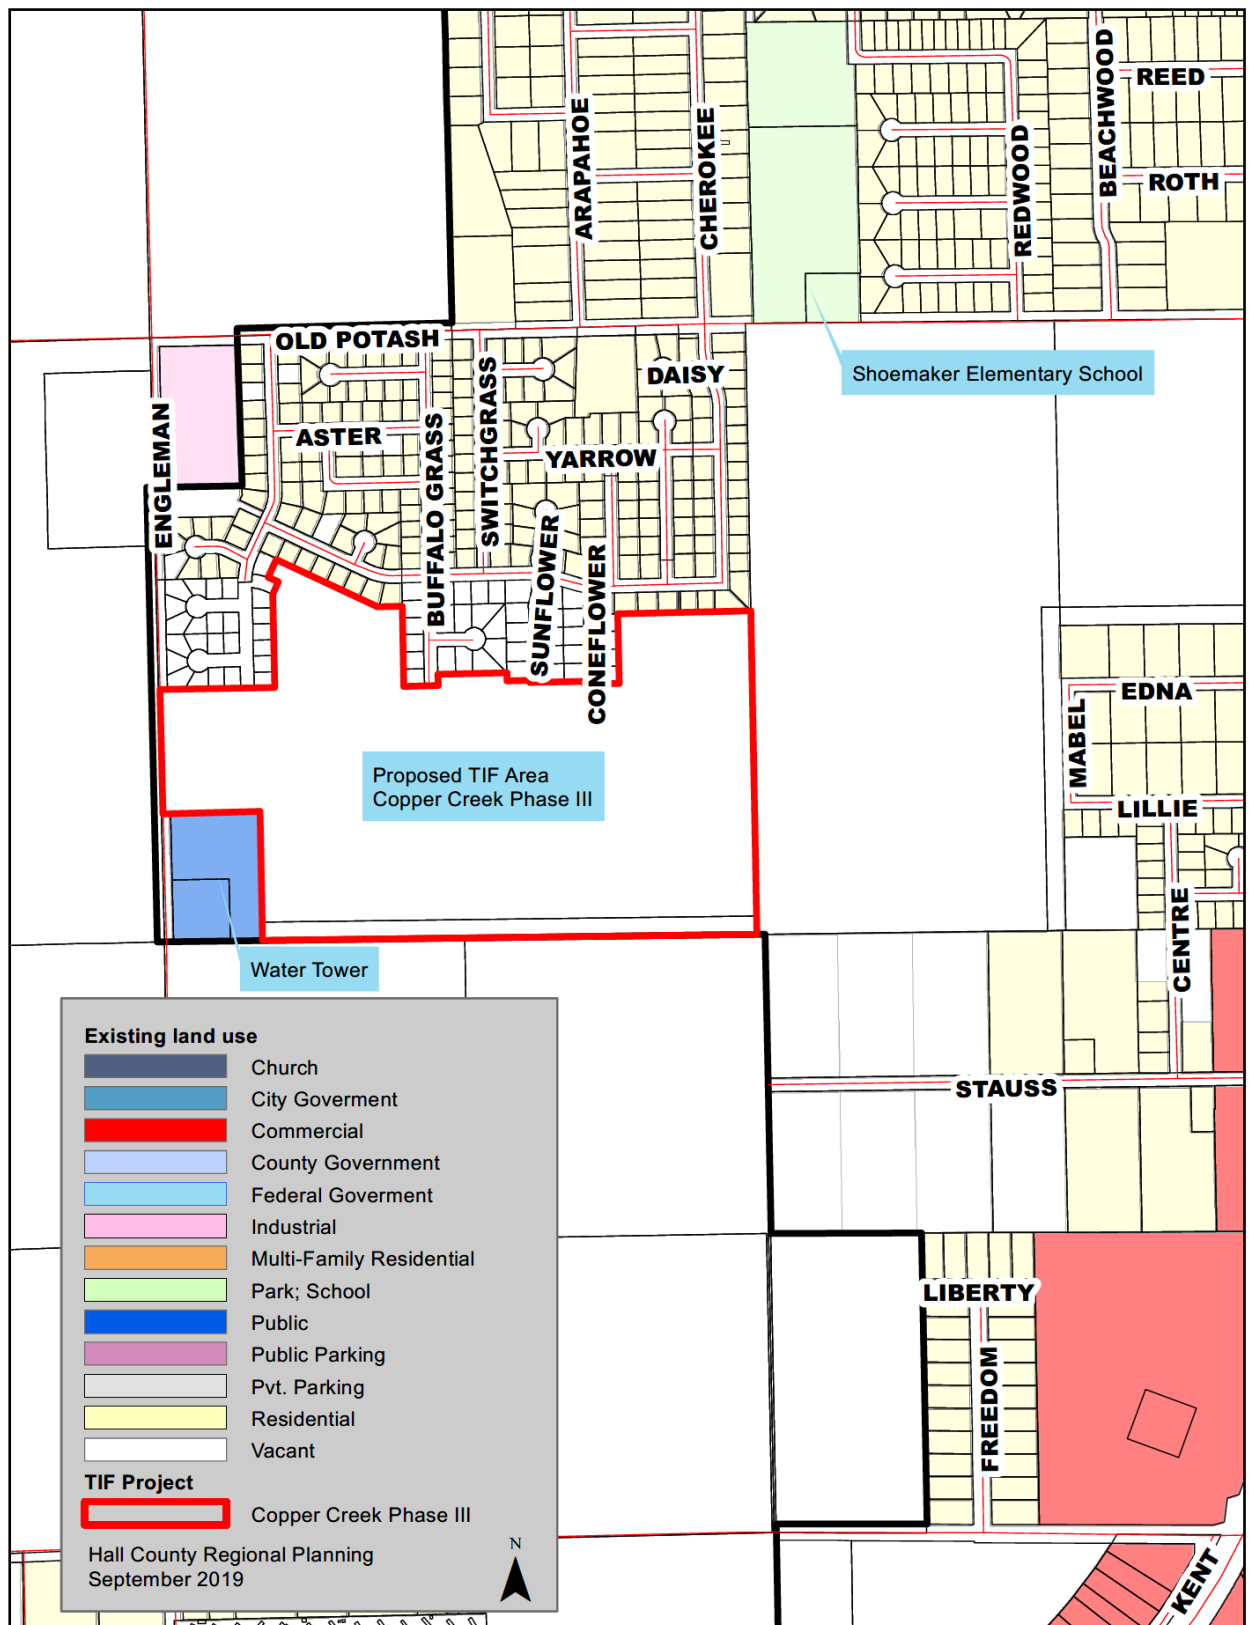 REED
BEACHWOOD
ARAPAHOE
CHEROKEE
REDWOOD
ROTH
OLD POTASH
Shoemaker Elementary School
DAISY
ENGLEMAN
ASTER
BUFFALO GRASS
SWITCHGRASS
YARROW
SUNFLOWER
CONEFLOWER
EDNA
MABEL
LILLIE
Proposed TIF Area
Copper Creek Phase III
CENTRE
Water Tower
STAUSS
LIBERTY
FREEDOM
KENT
Existing land use
Church
City Goverment
Commercial
County Government
Federal Goverment
Industrial
Multi-Family Residential
Park; School
Public
Public Parking
Pvt. Parking
Residential
Vacant
TIF Project
Copper Creek Phase III
Hall County Regional Planning
September 2019
N